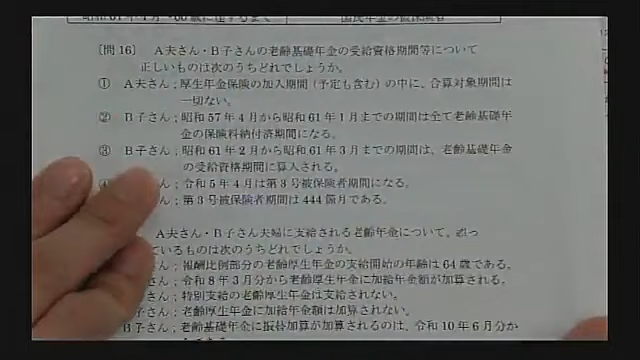 国民年金の被保険者
[問16] A夫さん・B子さんの老齢基礎年金の受給資格期間等について
正しいものは次のうちどれでしょうか。
① A夫さん;厚生年金保険の加入期間(予定も含む)の中に、合算対象期間は
一切ない。
② B子さん;昭和57年4月から昭和61年1月までの期間は全て老齢基礎年
金の保険料納付済期間になる。
③ B子さん;昭和61年2月から昭和61年3月までの期間は、老齢基礎年金
の受給資格期間に算入される。
ん;令和5年4月は第3号被保険者期間になる。
ん;第3号被保険者期間は444箇月である。
A夫さん・B子さん夫婦に支給される老齢年金について、誤っ
ているものは次のうちどれでしょうか。
さん;報酬比例部分の老齢厚生年金の支給開始の年齢は64歳である。
さん;令和8年3月分から老齢厚生年金に加給年金額が加算される。
さん;特別支給の老齢厚生年金は支給されない。
さん;老齢厚生年金に加給年金額は加算されない。
B子さん;老齢基礎年金に振替加算が加算されるのは、令和10年6月分か